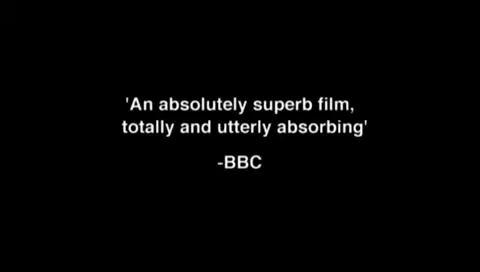 'An absolutely superb film,
totally and utterly absorbing'
-BBC